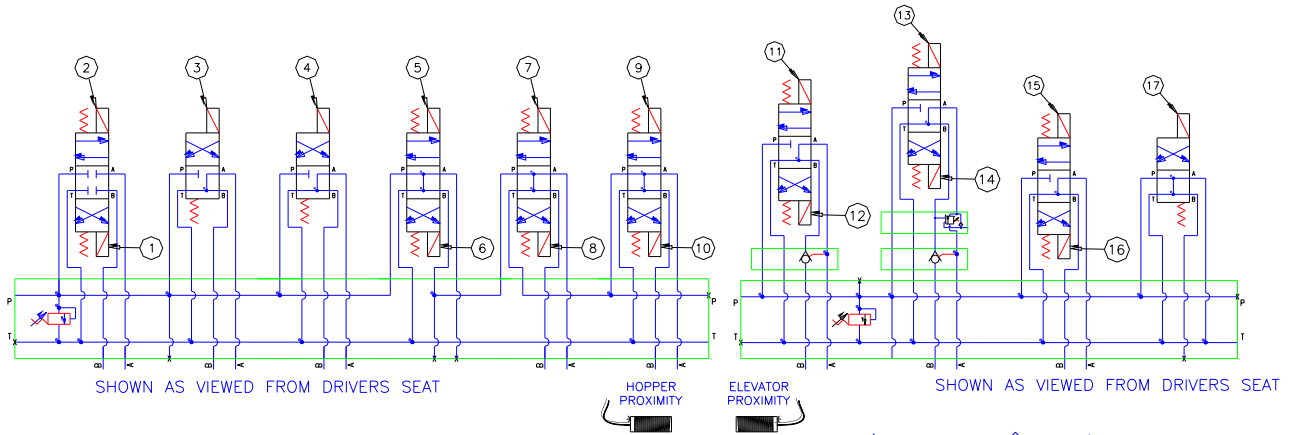 13
11
2
3
4
5
7
9
15
17
P A
T B
P A
T B
P A
T B
P A
T B
P A
T B
P A
T B
P A
T B
P A
T B
P A
T B
P A
T B
14
12
1
6
8
10
16
P P P P
T T T T
B A B A B A B A B A B A B A B A
SHOWN AS VIEWED FROM DRIVERS SEAT
HOPPER
PROXIMITY
ELEVATOR
PROXIMITY
SHOWN AS VIEWED FROM DRIVERS SEAT